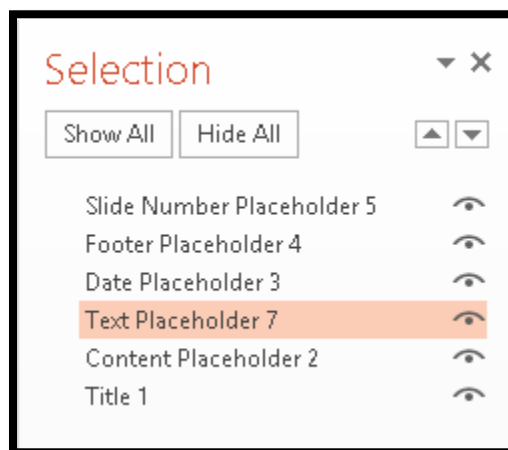 Selection
Show All Hide All
Slide Number Placeholder 5
Footer Placeholder 4
Date Placeholder 3
Text Placeholder 7
Content Placeholder 2
Title 1